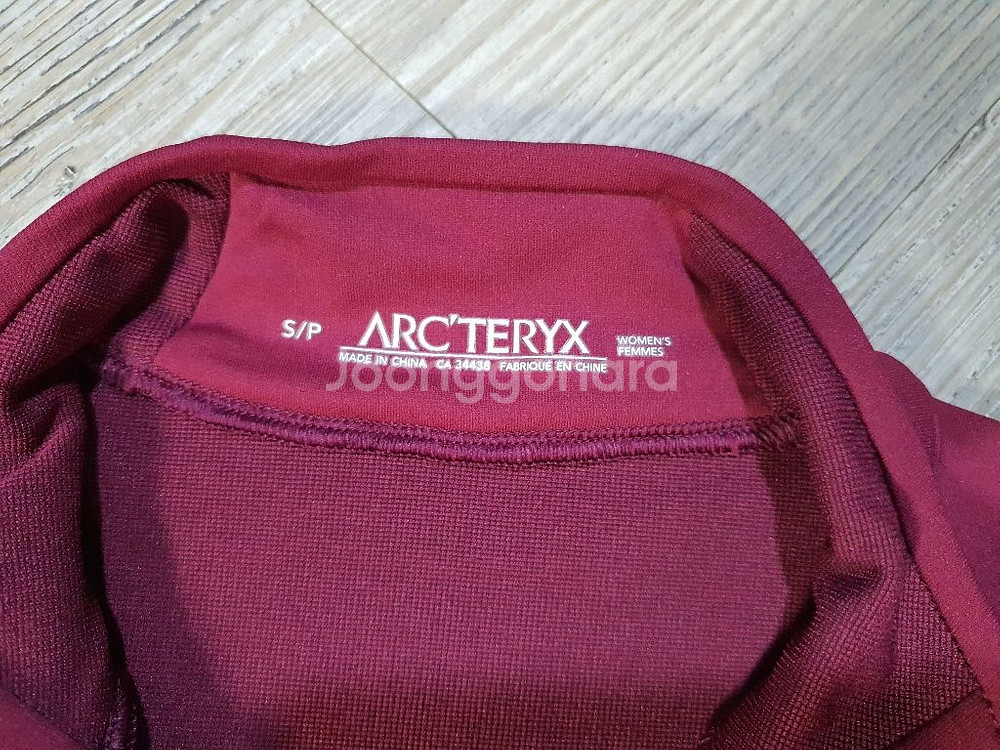 S/P ARC'TERYX WOMEN'S
FEMMES
MADE IN CHINA CA 34438 FABRIQUÉ EN CHINE
Joonggonara